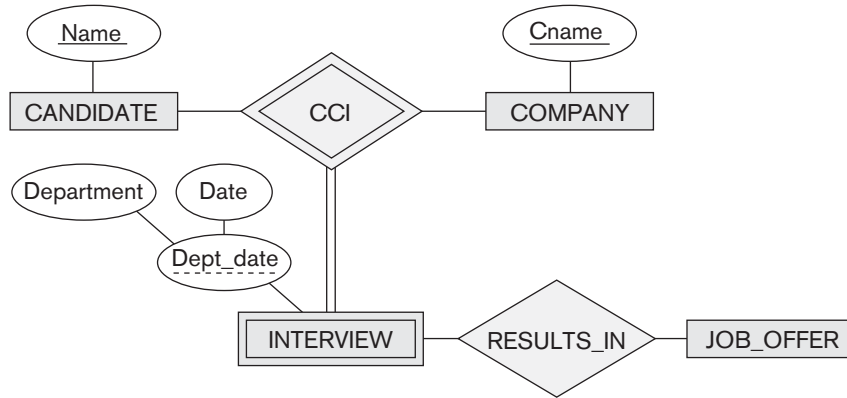 Name
Cname
CANDIDATE
CCI
COMPANY
Department
Date
Dept_date
INTERVIEW
RESULTS_IN
JOB_OFFER